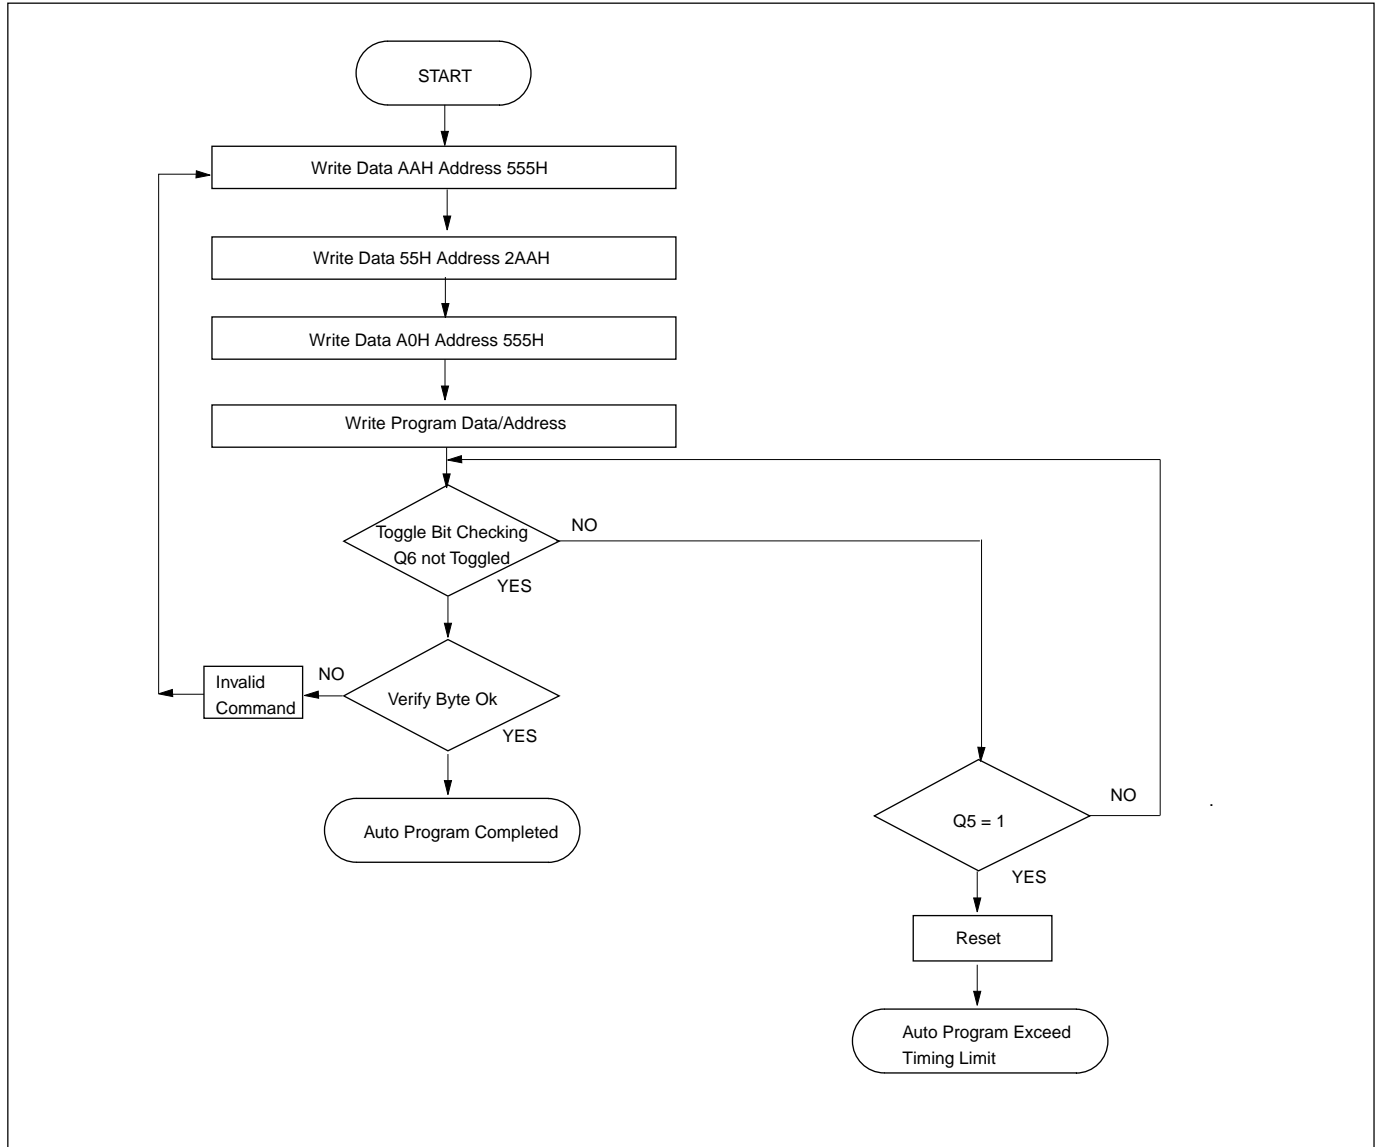 START
Write Data AAH Address 555H
Write Data 55H Address 2AAH
Write Data A0H Address 555H
Write Program Data/Address
Toggle Bit Checking
Q6 not Toggled
NO
YES
Invalid
Command
NO
Verify Byte Ok
YES
Auto Program Completed
Q5 = 1
NO
.
YES
Reset
Auto Program Exceed
Timing Limit